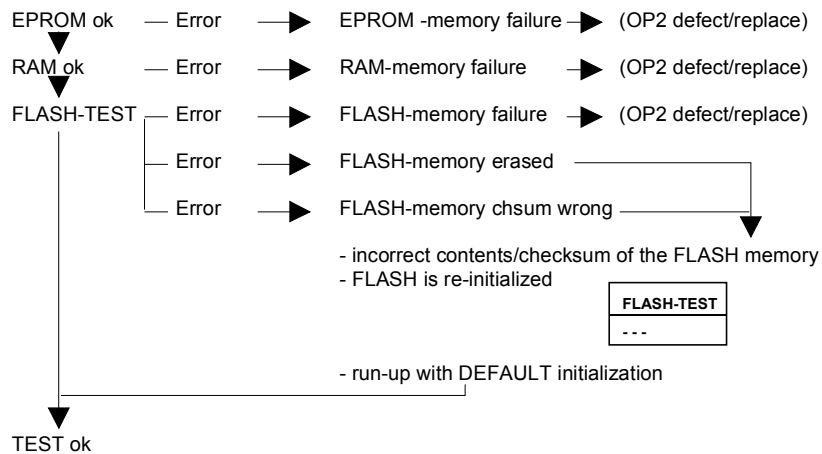 EPROM ok Error EPROM -memory failure (OP2 defect/replace)
RAM ok Error RAM-memory failure (OP2 defect/replace)
FLASH-TEST Error FLASH-memory failure (OP2 defect/replace)
Error FLASH-memory erased
Error FLASH-memory chsum wrong
- incorrect contents/checksum of the FLASH memory
- FLASH is re-initialized
FLASH-TEST
- - -
- run-up with DEFAULT initialization
TEST ok